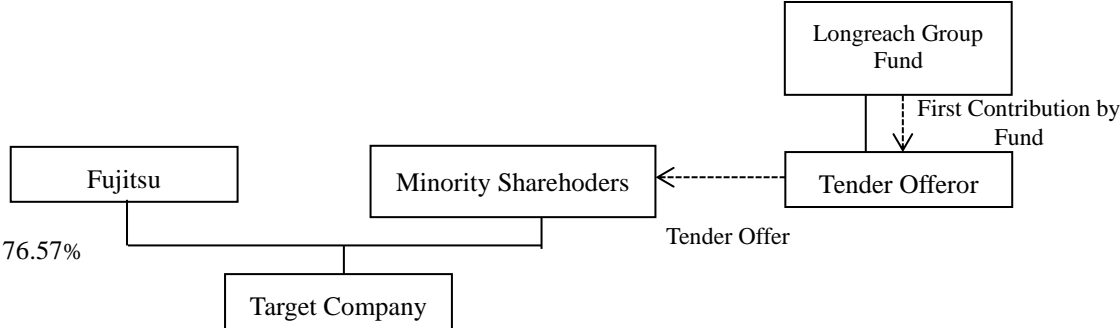 Longreach Group
Fund
First Contribution by
Fund
Fujitsu
Minority Sharehoders
Tender Offeror
Tender Offer
76.57%
Target Company